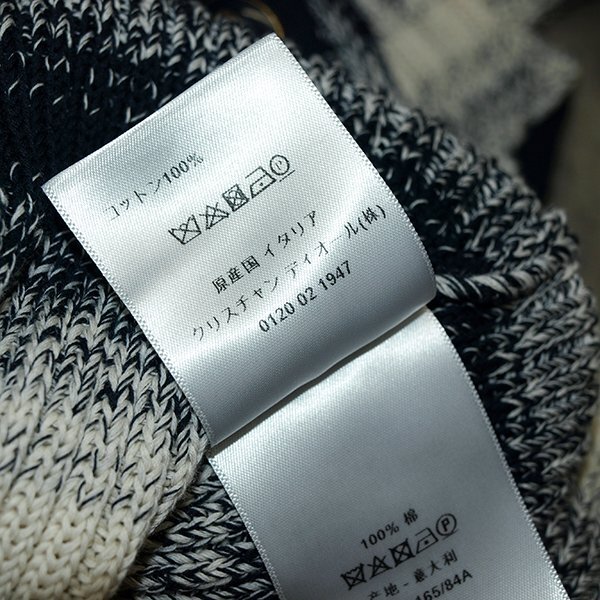 コットン100%
原産国 イタリア
クリスチャン ディオール(株)
0120 02 1947
100% 棉
产地 - 意大利
165/84A